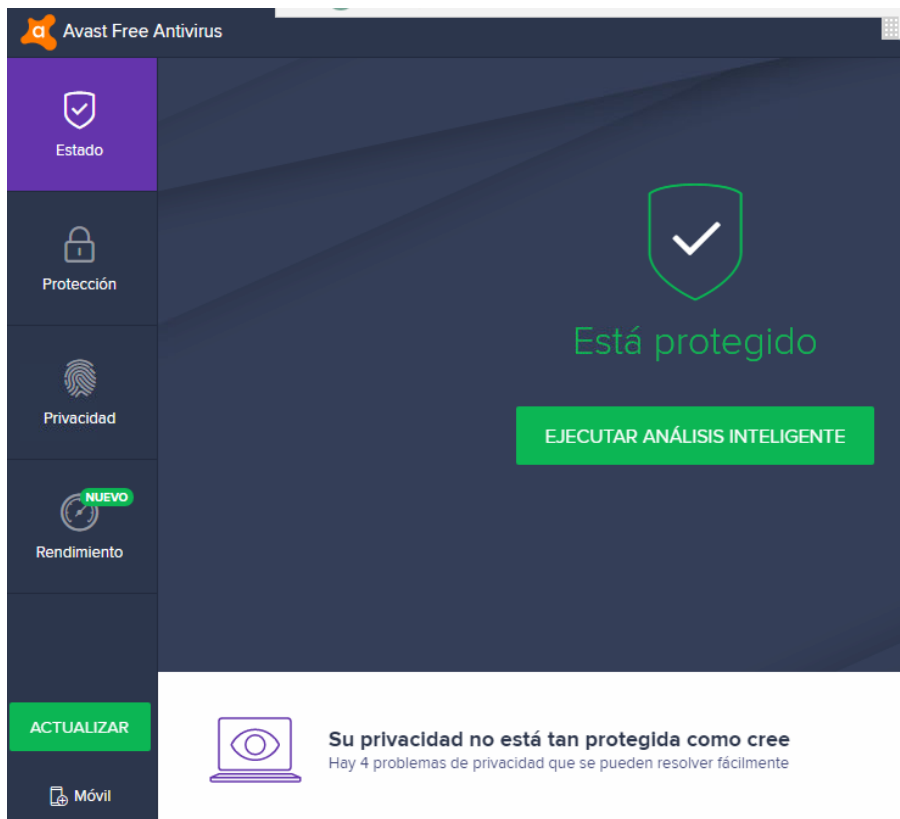 Avast Free Antivirus
Estado
Protección
Privacidad
NUEVO
Rendimiento
ACTUALIZAR
Móvil
Está protegido
EJECUTAR ANÁLISIS INTELIGENTE
Su privacidad no está tan protegida como cree
Hay 4 problemas de privacidad que se pueden resolver fácilmente